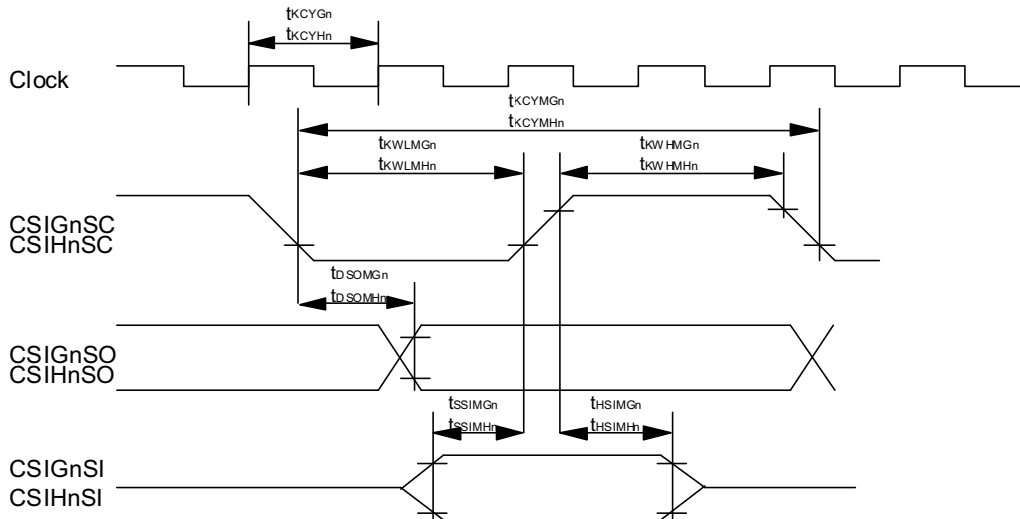 tKCYGn
tKCYHn
Clock
tKCYMGn
tKCYMHn
tKWLMGn
tKWLMHn
tKWHMGn
tKWHMHn
CSIGnSC
CSIHnSC
tDSOMGn
tDSOMHn
CSIGnSO
CSIHnSO
tSSIMGn
tSSIMHn
tHSIMGn
tHSIMHn
CSIGnSI
CSIHnSI